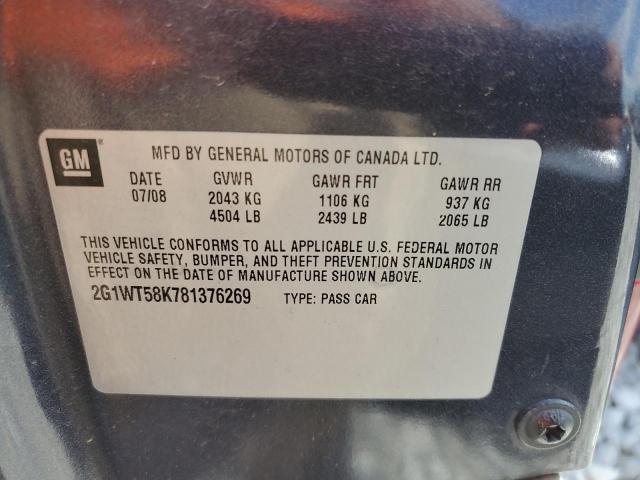 GM ® MFD BY GENERAL MOTORS OF CANADA LTD.
DATE GVWR GAWR FRT GAWR RR
07/08 2043 KG 1106 KG 937 KG
4504 LB 2439 LB 2065 LB
THIS VEHICLE CONFORMS TO ALL APPLICABLE U.S. FEDERAL MOTOR
VEHICLE SAFETY, BUMPER, AND THEFT PREVENTION STANDARDS IN
EFFECT ON THE DATE OF MANUFACTURE SHOWN ABOVE.
2G1WT58K781376269 TYPE: PASS CAR